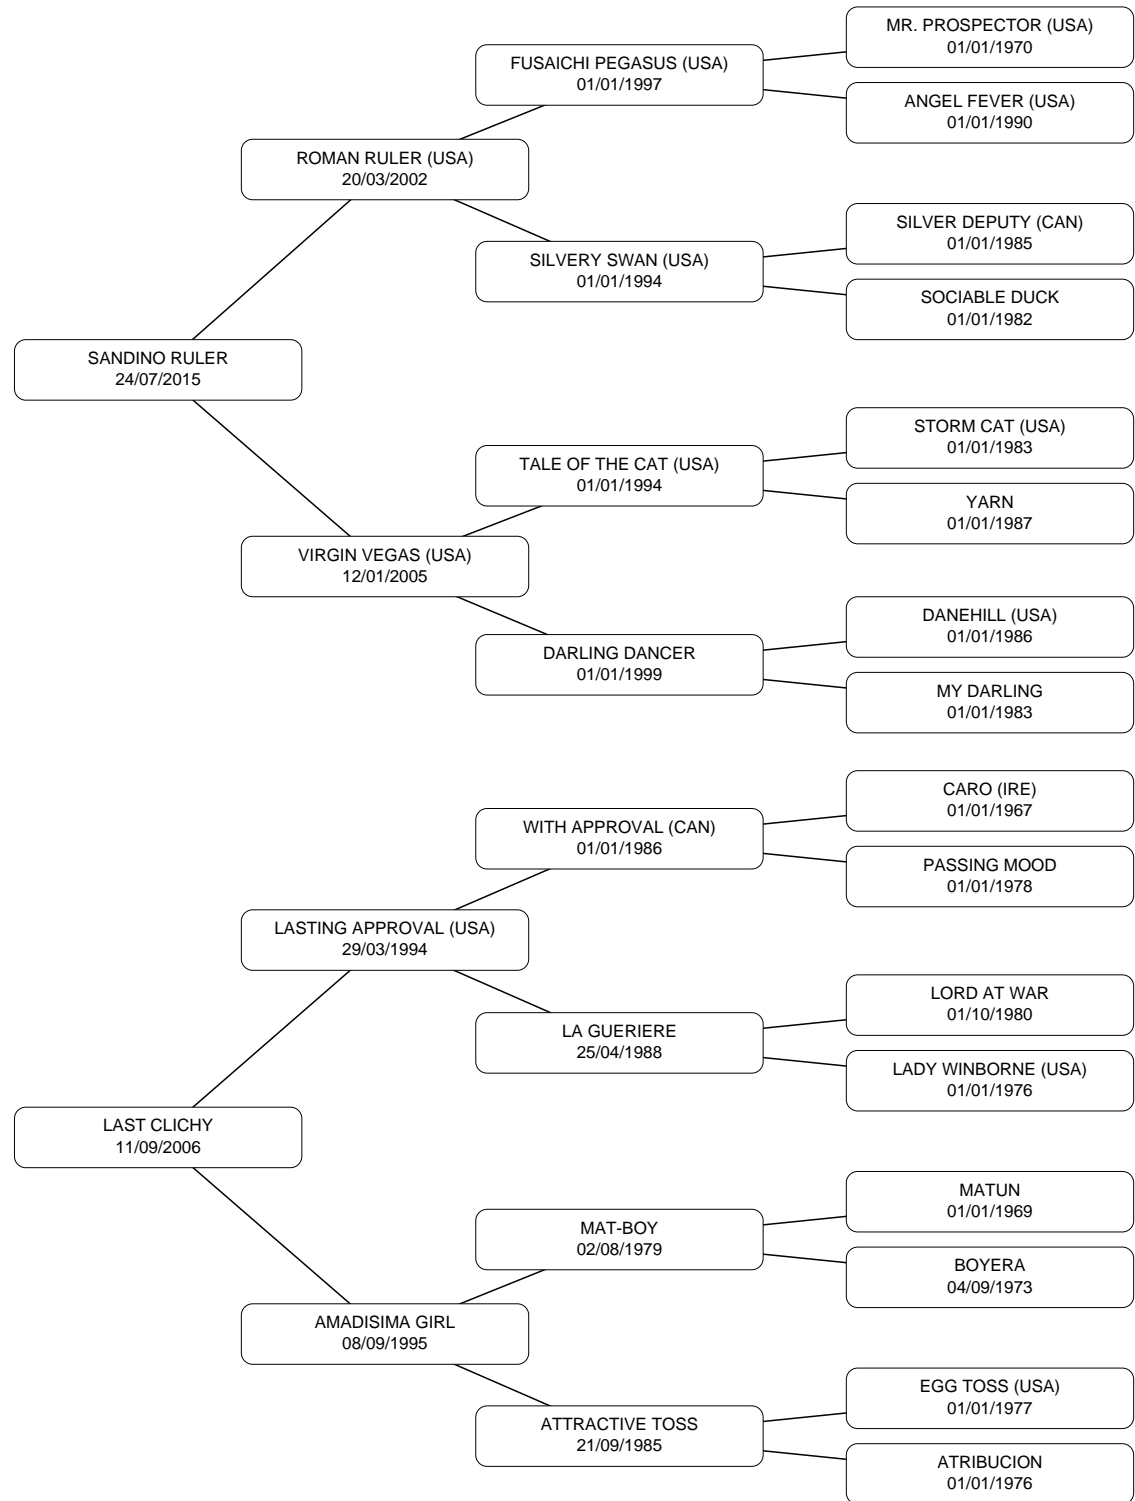 MR. PROSPECTOR (USA)
01/01/1970
FUSAICHI PEGASUS (USA)
01/01/1997
ANGEL FEVER (USA)
01/01/1990
ROMAN RULER (USA)
20/03/2002
SILVER DEPUTY (CAN)
01/01/1985
SILVERY SWAN (USA)
01/01/1994
SOCIABLE DUCK
01/01/1982
SANDINO RULER
24/07/2015
STORM CAT (USA)
01/01/1983
TALE OF THE CAT (USA)
01/01/1994
YARN
01/01/1987
VIRGIN VEGAS (USA)
12/01/2005
DANEHILL (USA)
01/01/1986
DARLING DANCER
01/01/1999
MY DARLING
01/01/1983
CARO (IRE)
01/01/1967
WITH APPROVAL (CAN)
01/01/1986
PASSING MOOD
01/01/1978
LASTING APPROVAL (USA)
29/03/1994
LORD AT WAR
01/10/1980
LA GUERIERE
25/04/1988
LADY WINBORNE (USA)
01/01/1976
LAST CLICHY
11/09/2006
MATUN
01/01/1969
MAT-BOY
02/08/1979
BOYERA
04/09/1973
AMADISIMA GIRL
08/09/1995
EGG TOSS (USA)
01/01/1977
ATTRACTIVE TOSS
21/09/1985
ATRIBUCION
01/01/1976